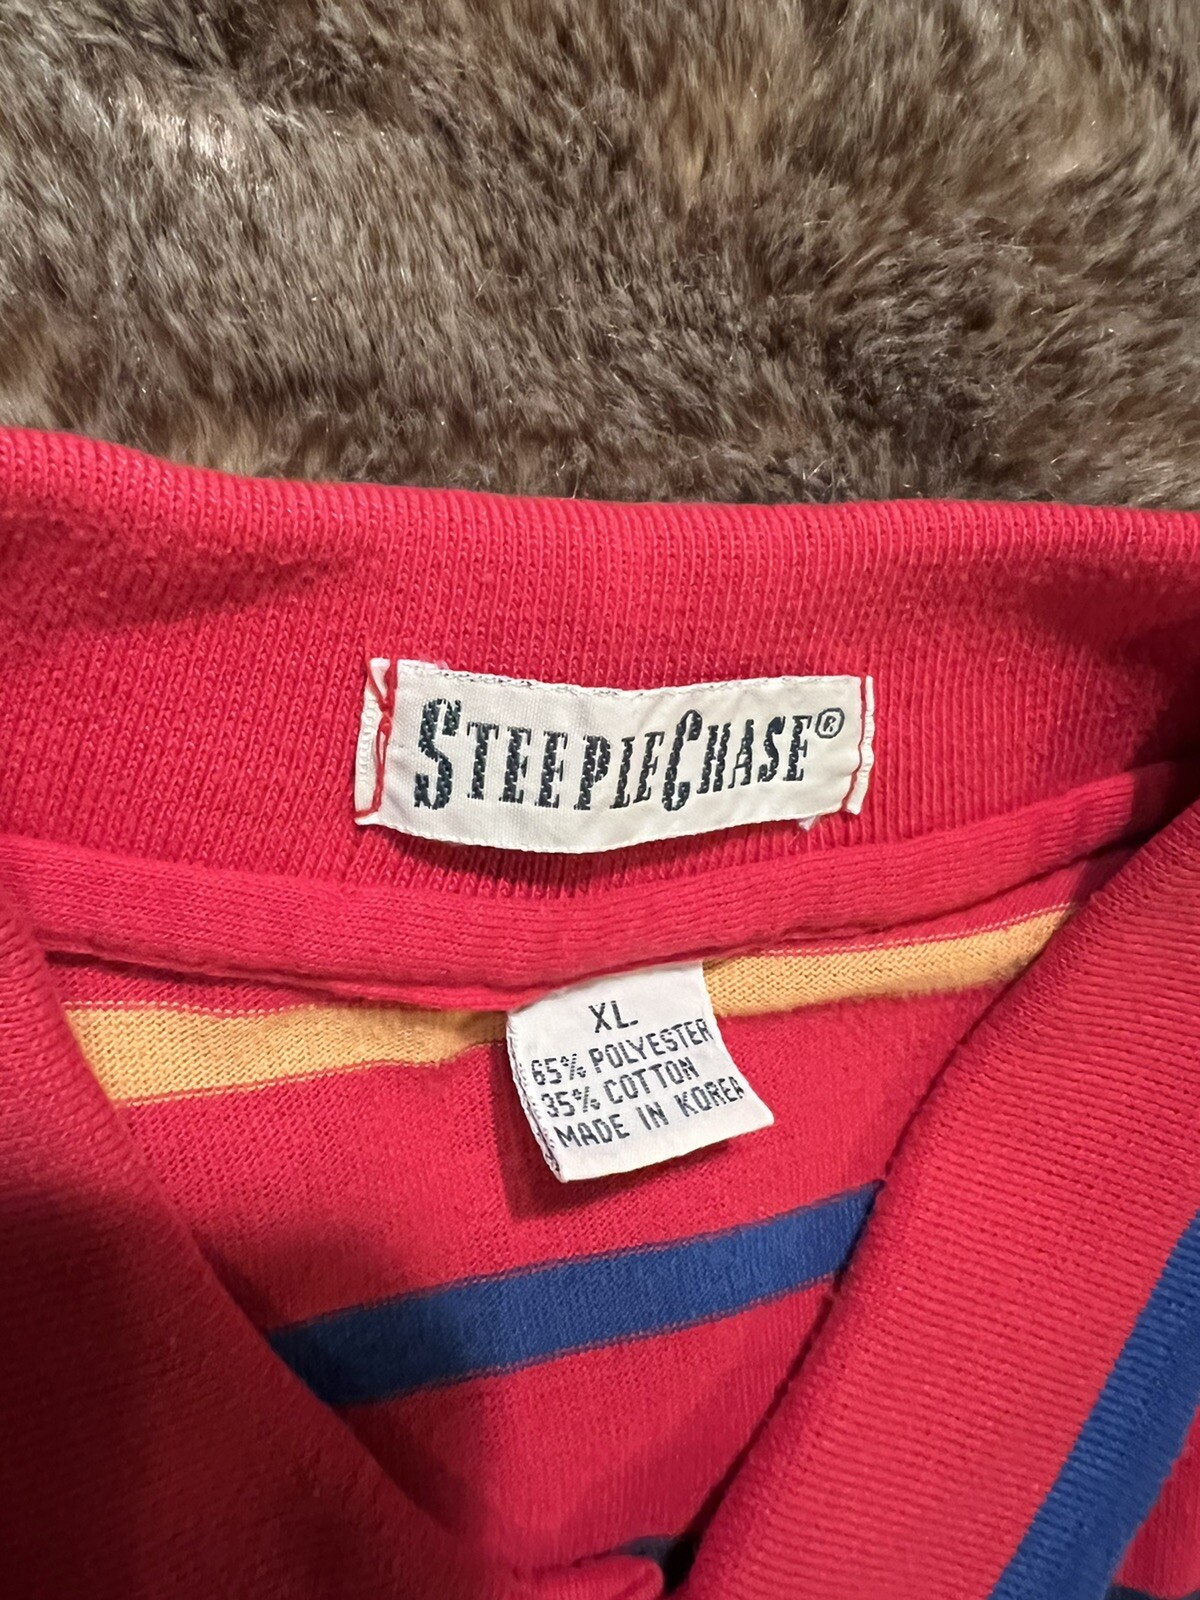 STEEPLECHASE®
XL
65% POLYESTER
35% COTTON
MADE IN KOREA